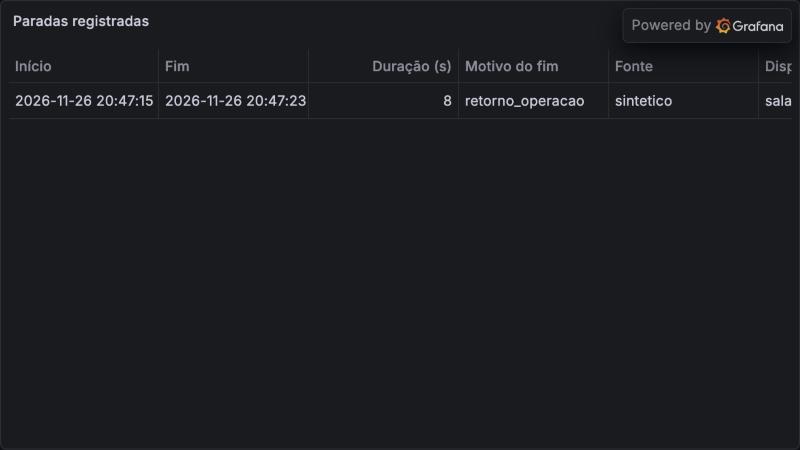 Paradas registradas
Powered by Grafana
Início Fim Duração (s) Motivo do fim Fonte
2026-11-26 20:47:15 2026-11-26 20:47:23 8 retorno_operacao sintetico